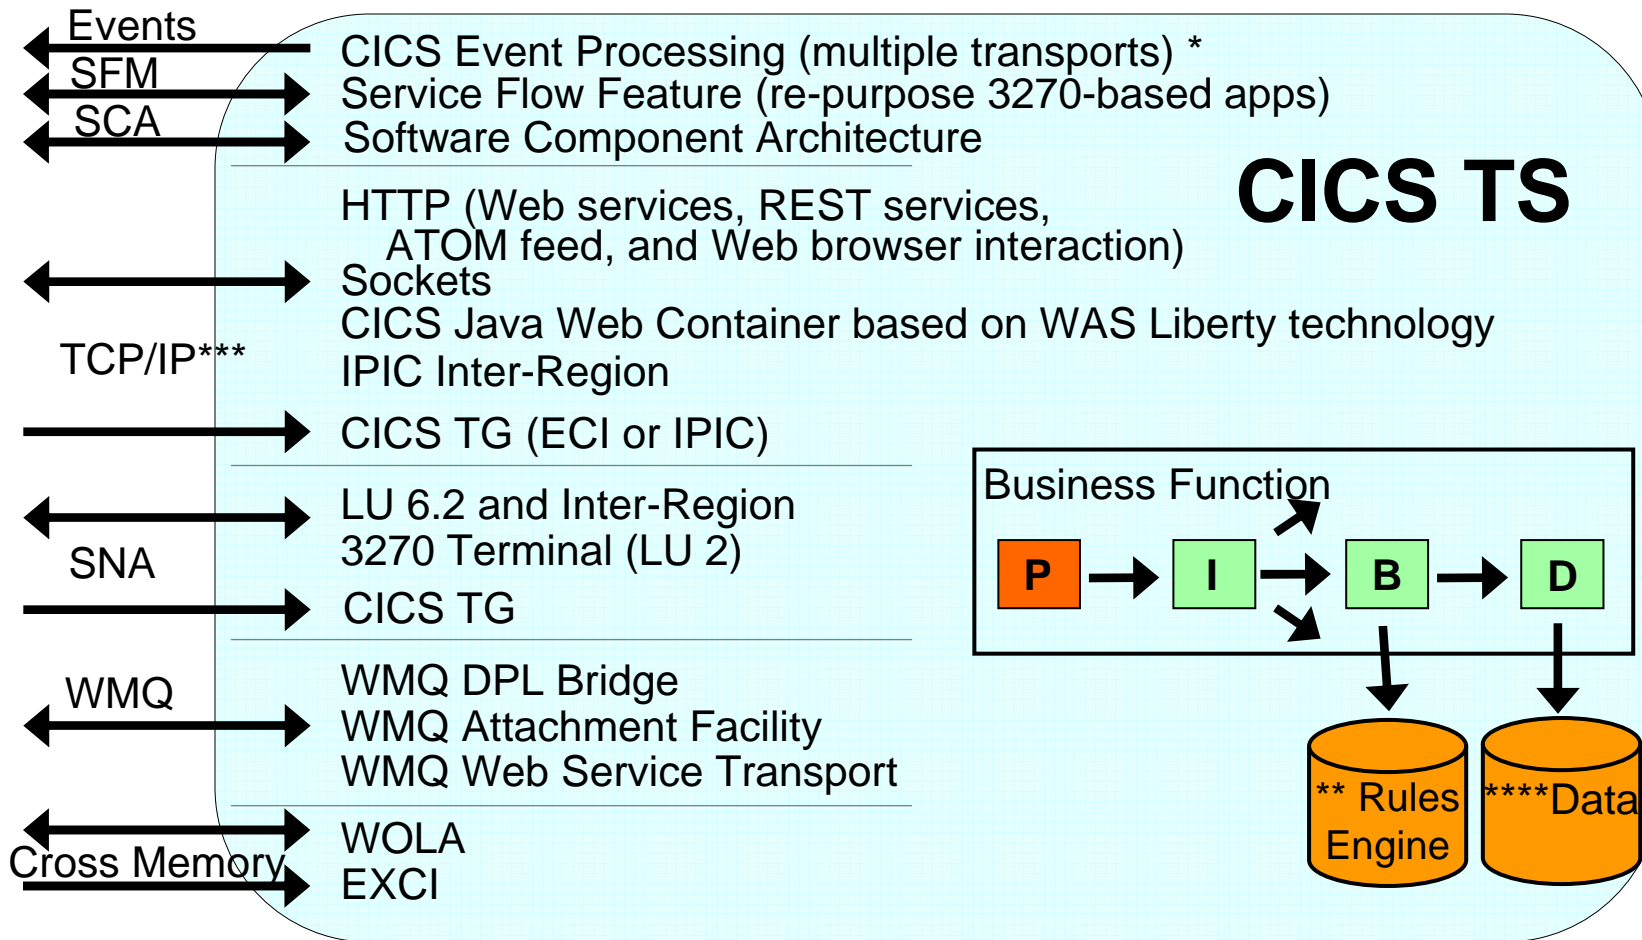 Events
CICS Event Processing (multiple transports) *
SFM
Service Flow Feature (re-purpose 3270-based apps)
SCA
Software Component Architecture
CICS TS
HTTP (Web services, REST services,
ATOM feed, and Web browser interaction)
Sockets
CICS Java Web Container based on WAS Liberty technology
TCP/IP***
IPIC Inter-Region
CICS TG (ECI or IPIC)
LU 6.2 and Inter-Region
3270 Terminal (LU 2)
SNA
CICS TG
Business Function
P
I
B
D
WMQ
WMQ DPL Bridge
WMQ Attachment Facility
WMQ Web Service Transport
** Rules
Engine
****Data
WOLA
Cross Memory
EXCI